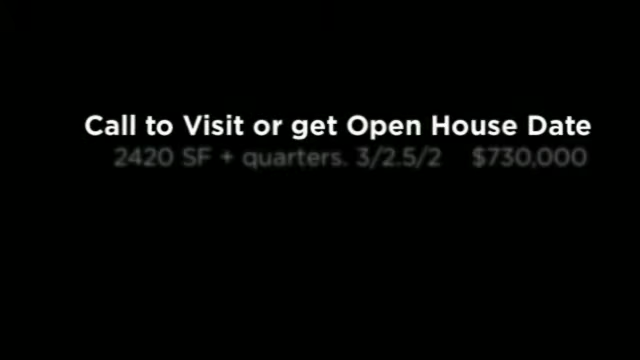 Call to Visit or get Open House Date
2420 SF + quarters. 3/2.5/2 $730,000